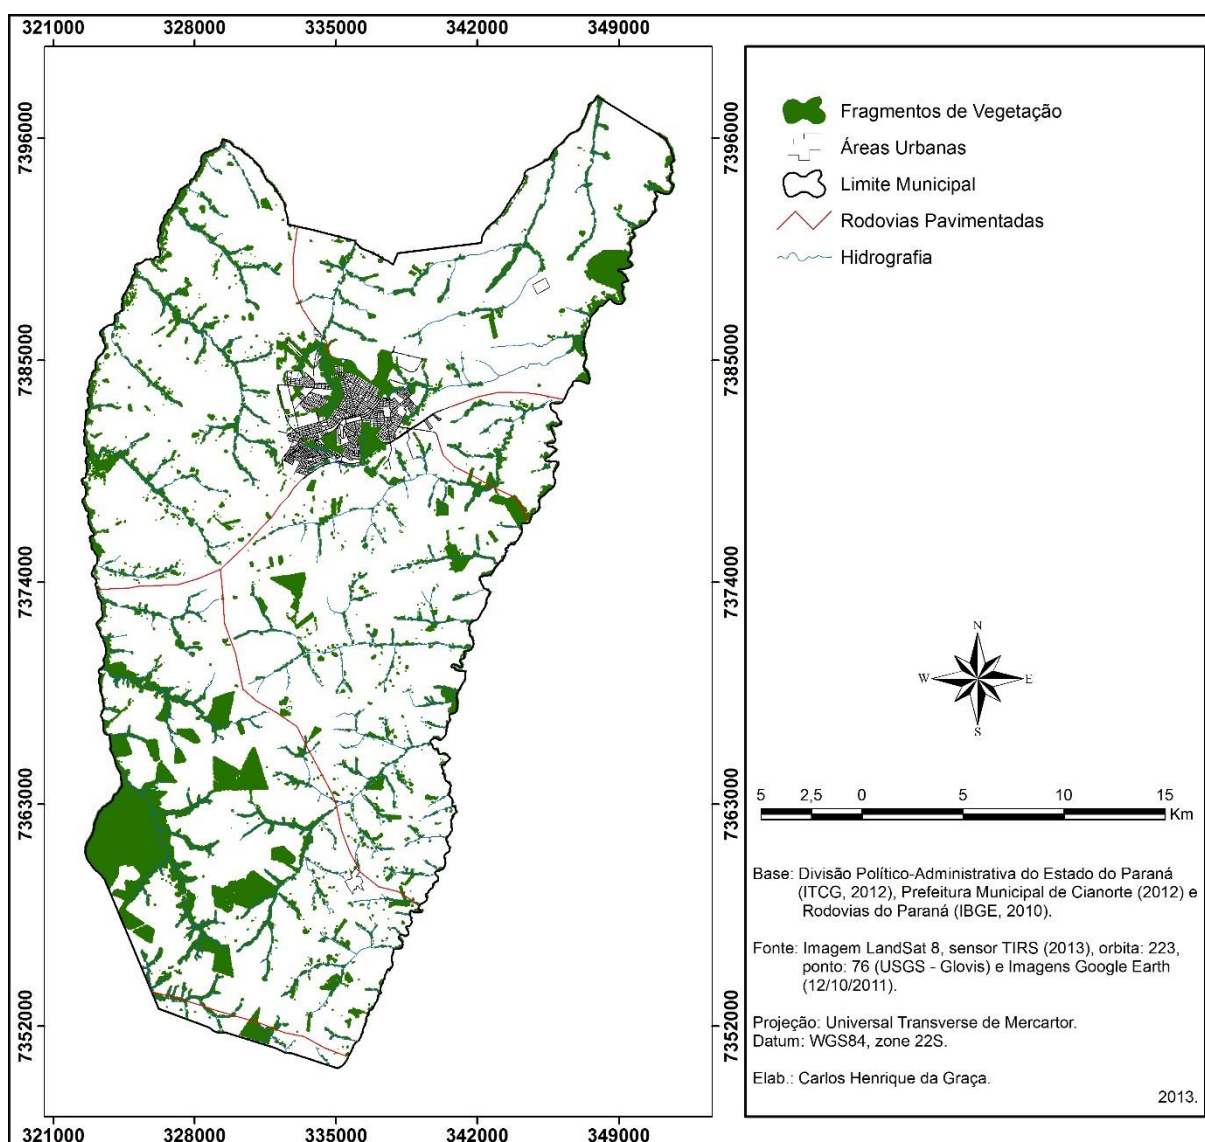 321000 328000 335000 342000 349000
7396000 7396000
7385000 7385000
7374000 7374000
7363000 7363000
7352000 7352000
321000 328000 335000 342000 349000
Fragmentos de Vegetação
Áreas Urbanas
Limite Municipal
Rodovias Pavimentadas
Hidrografia
N
W E
S
5 2,5 0 5 10 15
Km
Base: Divisão Político-Administrativa do Estado do Paraná
(ITCG, 2012), Prefeitura Municipal de Cianorte (2012) e
Rodovias do Paraná (IBGE, 2010).
Fonte: Imagem LandSat 8, sensor TIRS (2013), orbita: 223,
ponto: 76 (USGS - Glovis) e Imagens Google Earth
(12/10/2011).
Projeção: Universal Transverse de Mercartor.
Datum: WGS84, zone 22S.
Elab.: Carlos Henrique da Graça.
2013.